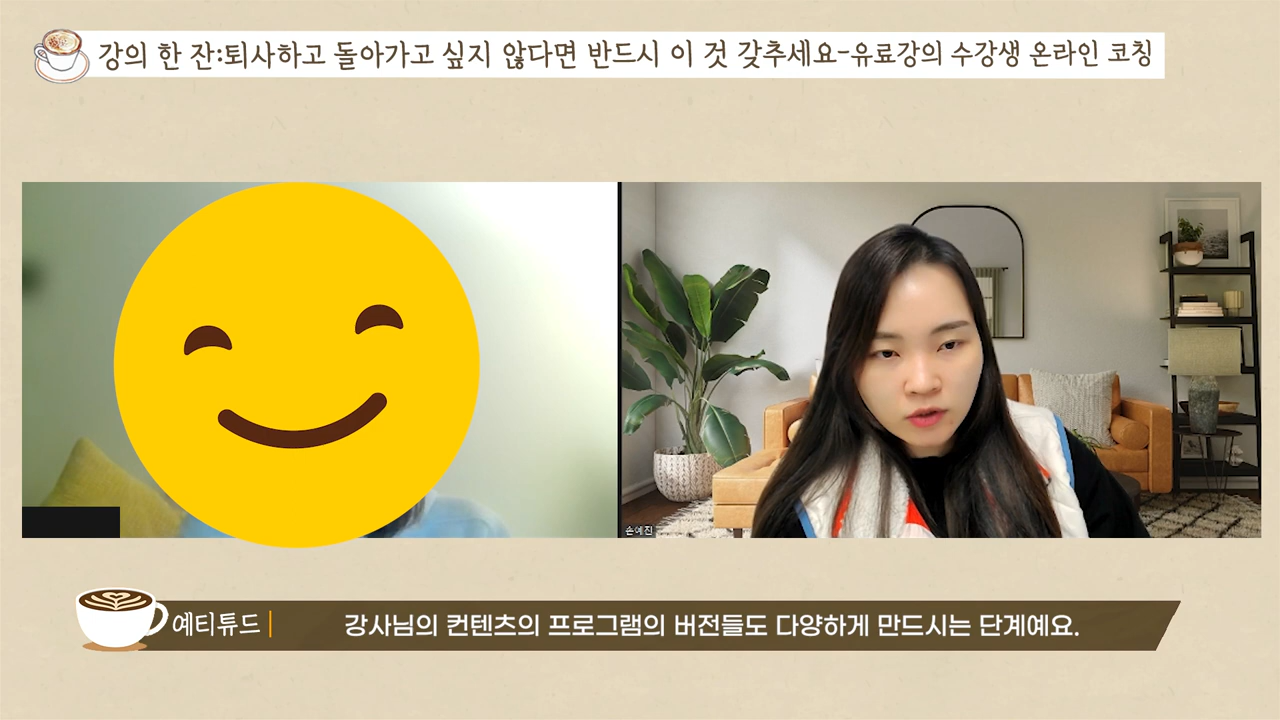 강의 한 잔:퇴사하고 돌아가고 싶지 않다면 반드시 이 것 갖추세요-유료강의 수강생 온라인 코칭
손예진
예티튜드
강사님의 컨텐츠의 프로그램의 버전들도 다양하게 만드시는 단계예요.